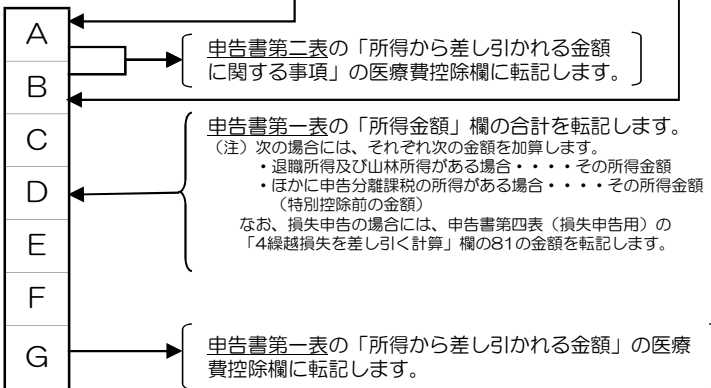 A
申告書第二表の「所得から差し引かれる金額
に関する事項」の医療費控除欄に転記します。
B
申告書第一表の「所得金額」欄の合計を転記します。
C
（注）次の場合には、それぞれ次の金額を加算します。
・退職所得及び山林所得がある場合・・・・その所得金額
D
・ほかに申告分離課税の所得がある場合・・・・その所得金額
（特別控除前の金額）
なお、損失申告の場合には、申告書第四表（損失申告用）の
E
「4繰越損失を差し引く計算」欄の81の金額を転記します。
F
G
申告書第一表の「所得から差し引かれる金額」の医療
費控除欄に転記します。